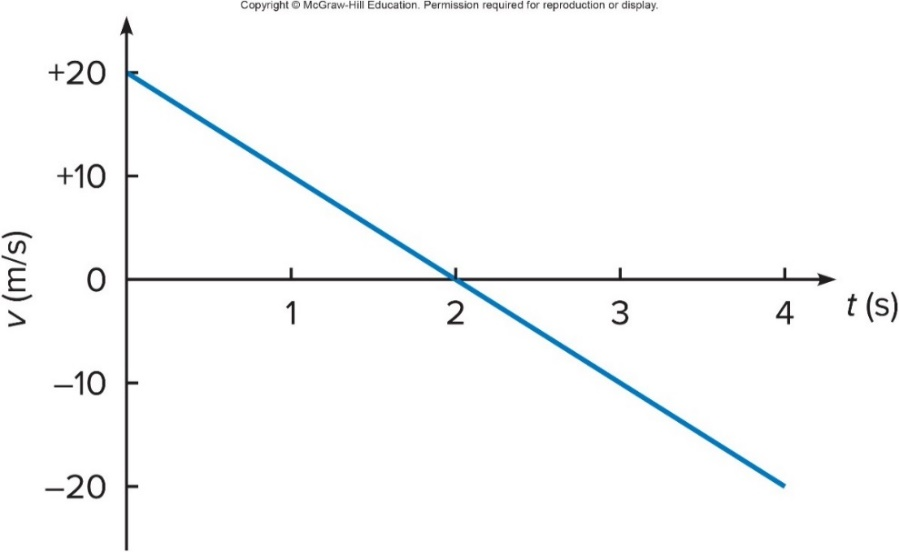 Copyright © McGraw-Hill Education. Permission required for reproduction or display.
+20
+10
0
–10
–20
v (m/s)
1 2 3 4
t (s)